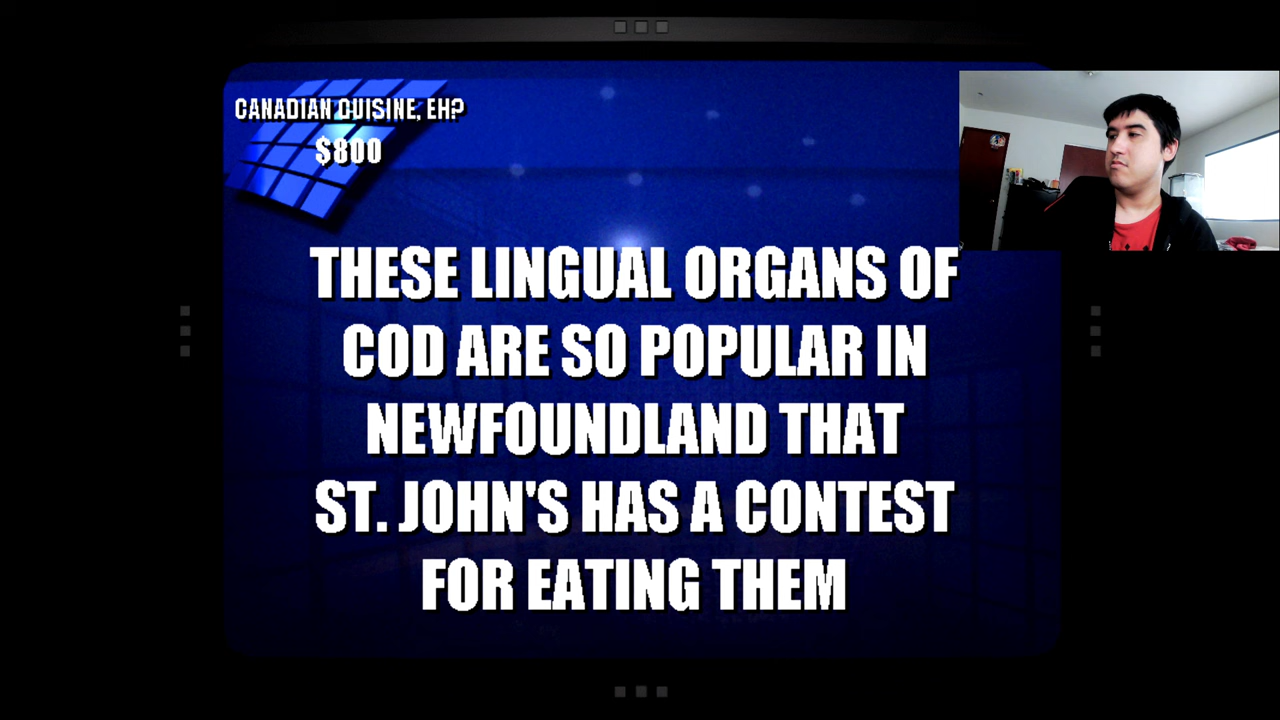 CANADIAN CUISINE, EH?
$800
THESE LINGUAL ORGANS OF
COD ARE SO POPULAR IN
NEWFOUNDLAND THAT
ST. JOHN'S HAS A CONTEST
FOR EATING THEM